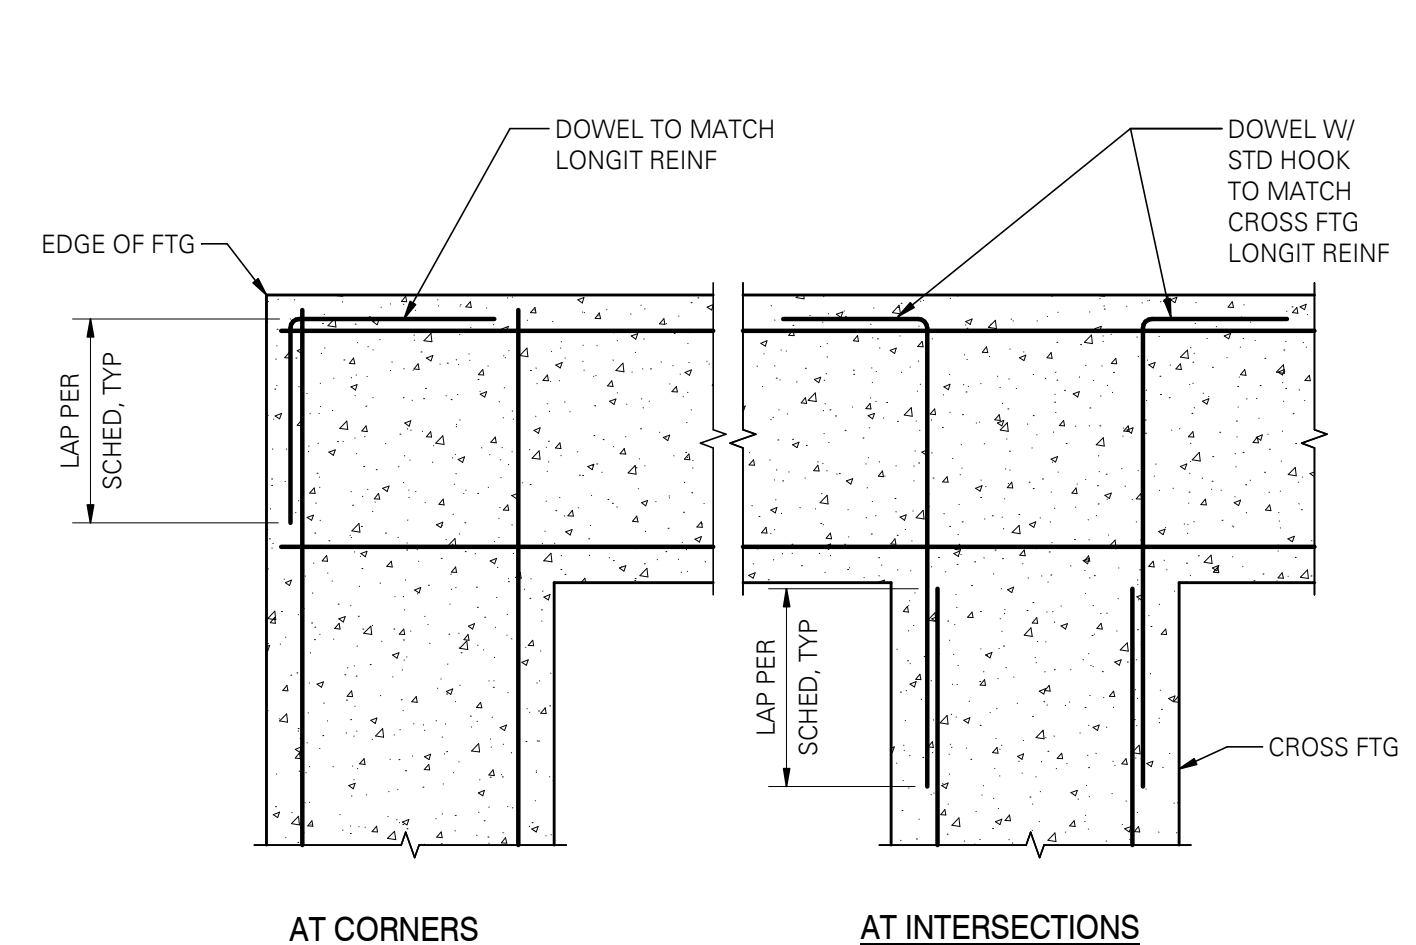 DOWEL TO MATCH
LONGIT REINF
DOWEL W/
STD HOOK
TO MATCH
CROSS FTG
LONGIT REINF
EDGE OF FTG
LAP PER
SCHED, TYP
LAP PER
SCHED, TYP
CROSS FTG
AT CORNERS
AT INTERSECTIONS